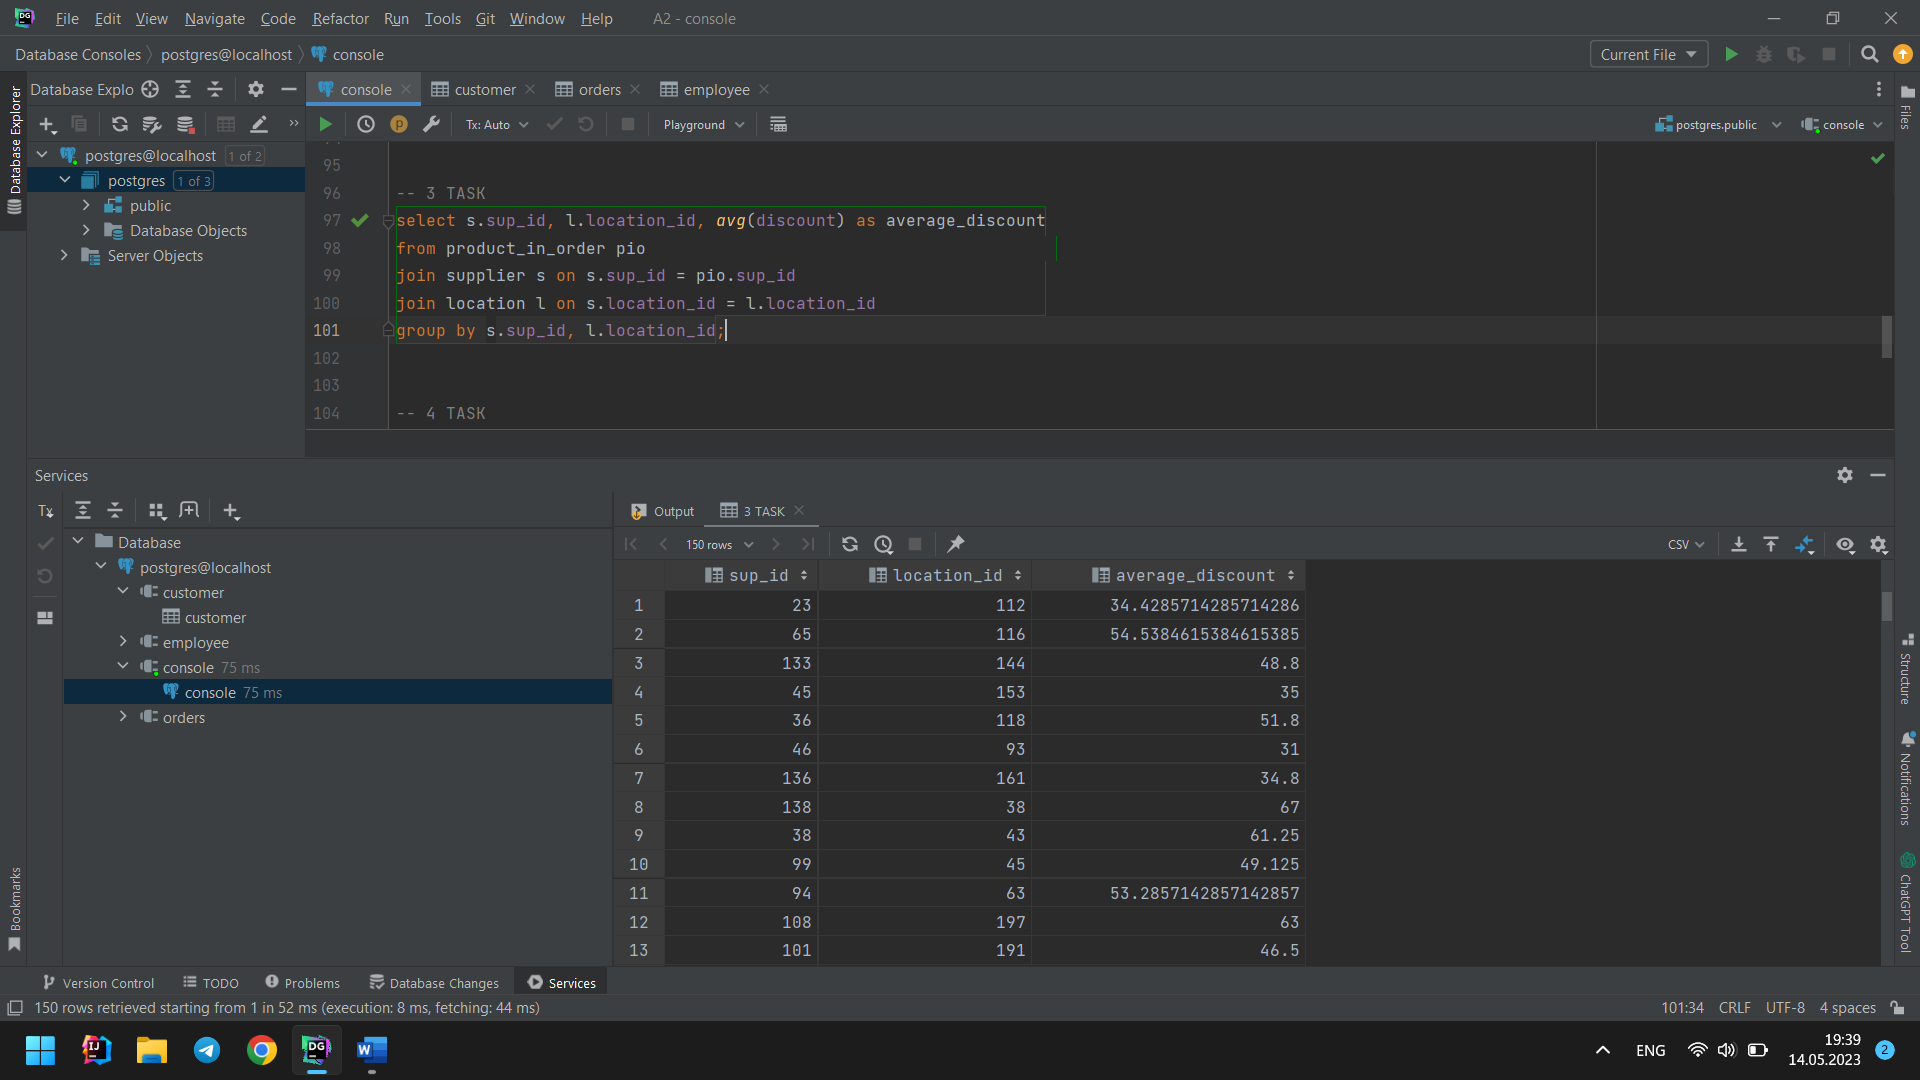 File Edit View Navigate Code Refactor Run Tools Git Window Help A2 - console
Database Consoles postgres@localhost console Current File
Database Explo console customer orders employee
Tx: Auto Playground postgres.public console
Database Explorer
postgres@localhost 1 of 2
postgres 1 of 3
public
Database Objects
Server Objects
95
96 -- 3 TASK
97 select s.sup_id, l.location_id, avg(discount) as average_discount
98 from product_in_order pio
99 join supplier s on s.sup_id = pio.sup_id
100 join location l on s.location_id = l.location_id
101 group by s.sup_id, l.location_id;
102
103
104 -- 4 TASK
Files
Services
Tx
Database
postgres@localhost
customer
customer
employee
console 75 ms
console 75 ms
orders
Output 3 TASK
150 rows CSV
sup_id location_id average_discount
1 23 112 34.4285714285714286
2 65 116 54.5384615384615385
3 133 144 48.8
4 45 153 35
5 36 118 51.8
6 46 93 31
7 136 161 34.8
8 138 38 67
9 38 43 61.25
10 99 45 49.125
11 94 63 53.2857142857142857
12 108 197 63
13 101 191 46.5
Structure
Notifications
ChatGPT Tool
Bookmarks
Version Control TODO Problems Database Changes Services
150 rows retrieved starting from 1 in 52 ms (execution: 8 ms, fetching: 44 ms) 101:34 CRLF UTF-8 4 spaces
ENG 19:39
14.05.2023 2